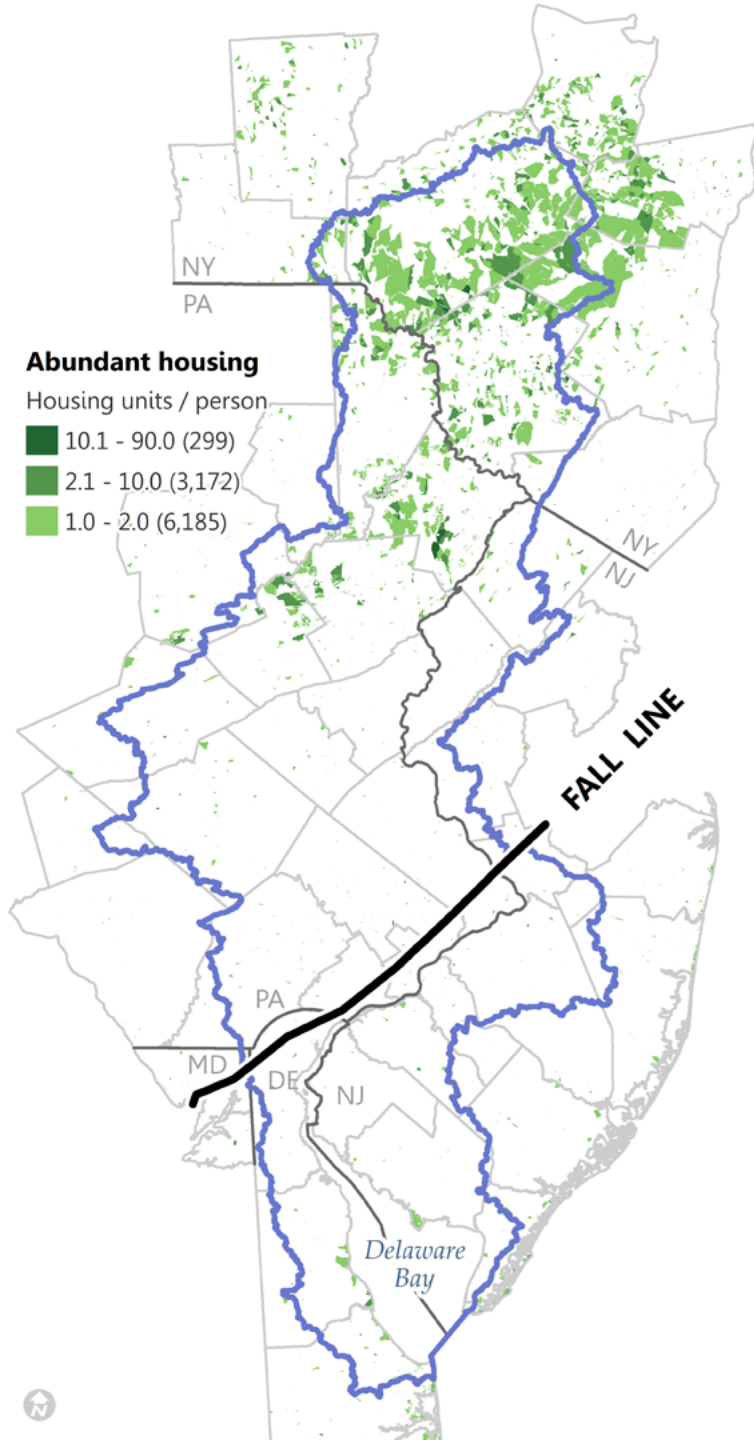 NY
PA
Abundant housing
Housing units / person
10.1 - 90.0 (299)
2.1 - 10.0 (3,172)
1.0 - 2.0 (6,185)
NY
NJ
FALL LINE
PA
MD
DE
NJ
Delaware
Bay
N